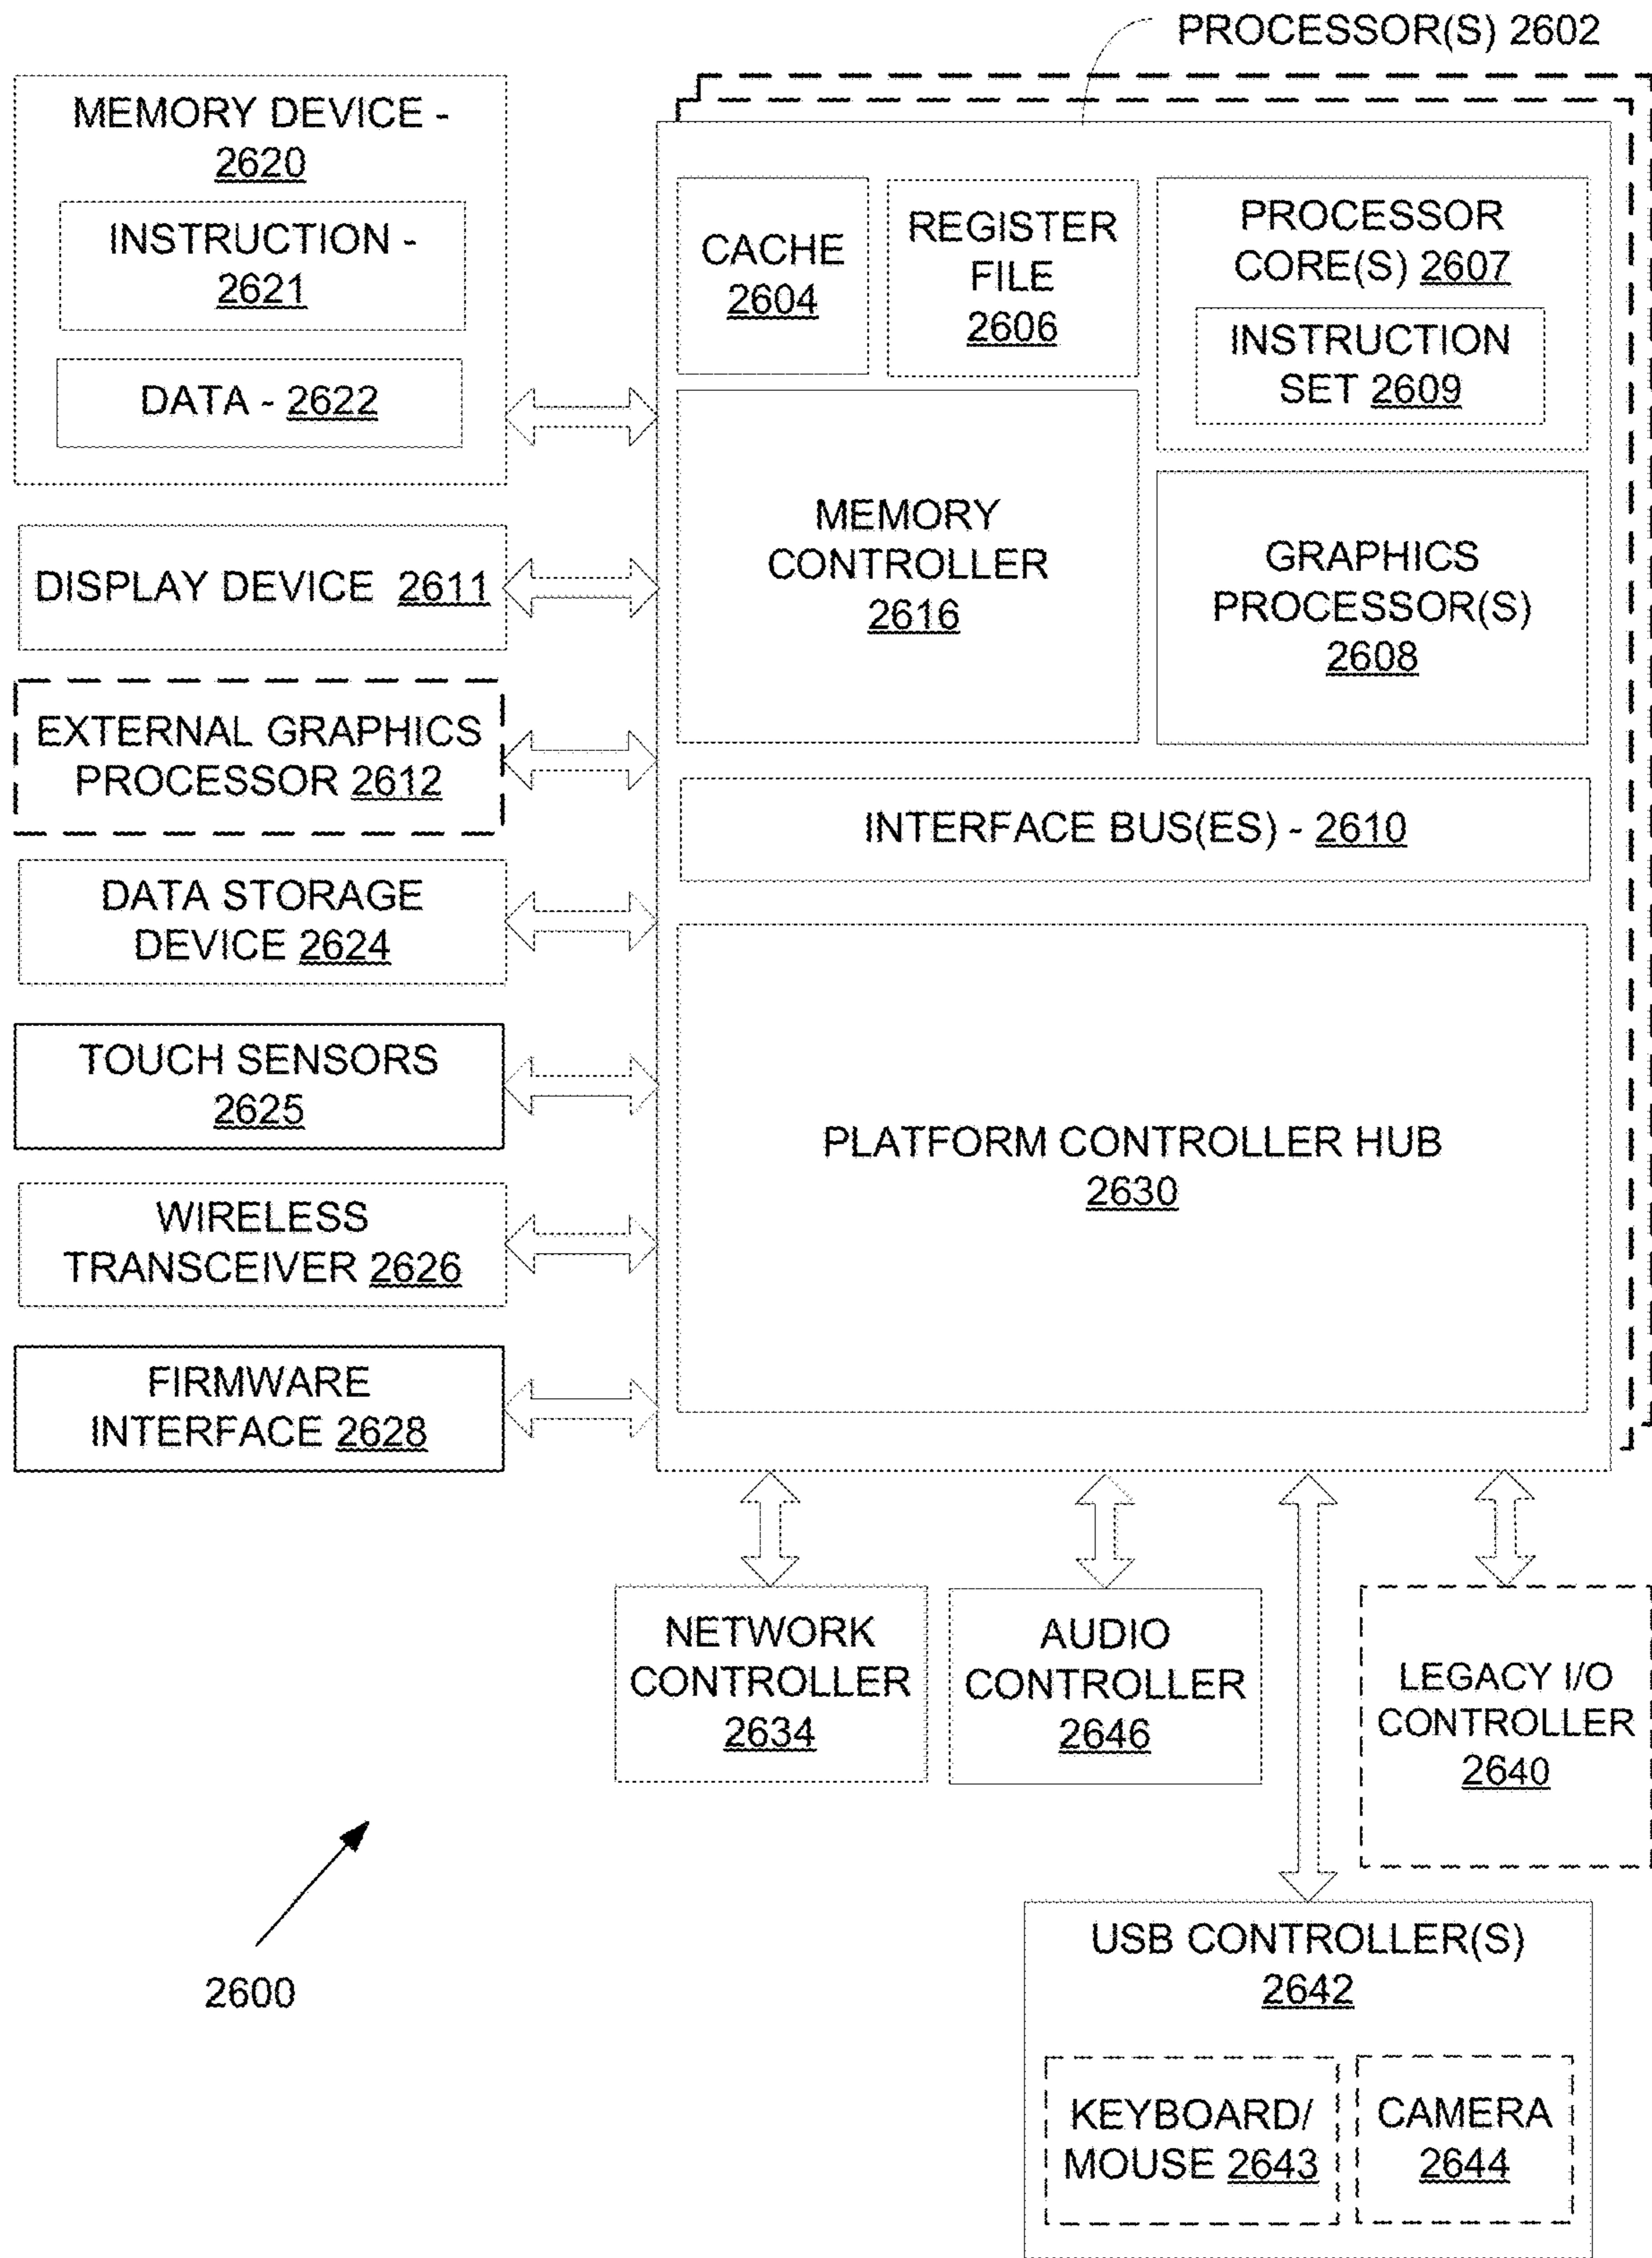 PROCESSOR(S) 2602
MEMORY DEVICE -
2620
INSTRUCTION -
2621
DATA - 2622
DISPLAY DEVICE 2611
EXTERNAL GRAPHICS
PROCESSOR 2612
DATA STORAGE
DEVICE 2624
TOUCH SENSORS
2625
WIRELESS
TRANSCEIVER 2626
FIRMWARE
INTERFACE 2628
CACHE
2604
REGISTER
FILE
2606
PROCESSOR
CORE(S) 2607
INSTRUCTION
SET 2609
MEMORY
CONTROLLER
2616
GRAPHICS
PROCESSOR(S)
2608
INTERFACE BUS(ES) - 2610
PLATFORM CONTROLLER HUB
2630
NETWORK
CONTROLLER
2634
AUDIO
CONTROLLER
2646
LEGACY I/O
CONTROLLER
2640
USB CONTROLLER(S)
2642
KEYBOARD/
MOUSE 2643
CAMERA
2644
2600